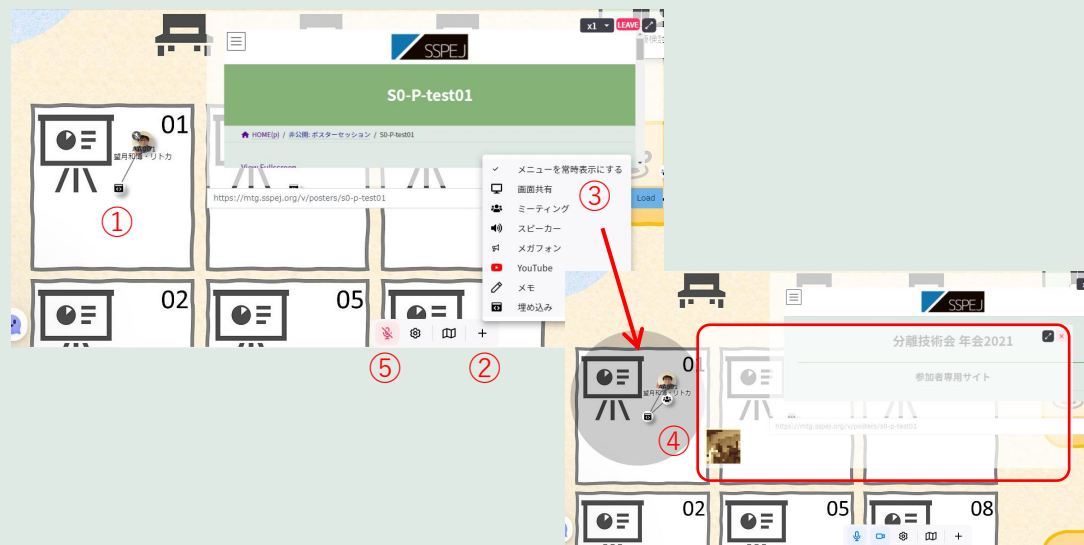 x1 LEAVE
SSPEJ
S0-P-test01
HOME(p) / 非公開: ポスターセッション / S0-P-test01
View Fullscreen
https://mtg.sspej.org/v/posters/s0-p-test01
Load
メニューを常時表示にする
画面共有
ミーティング
スピーカー
メガフォン
YouTube
メモ
埋め込み
01
望月和博・リトカ
02
05
①
②
③
④
⑤
SSPEJ
分離技術会 年会2021
参加者専用サイト
https://mtg.sspej.org/v/posters/s0-p-test01
01
望月和博・リトカ
02
05
08